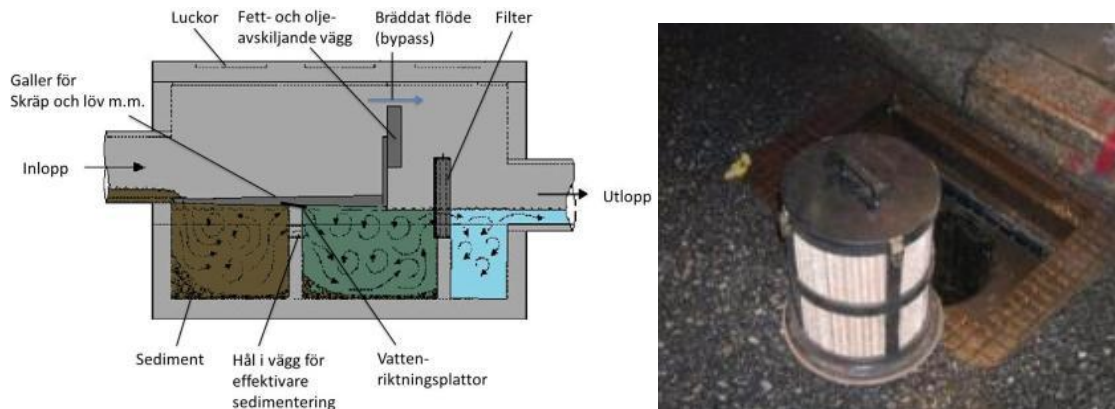 Luckor
Fett- och olje-
avskiljande vägg
Bräddat flöde
(bypass)
Filter
Galler för
Skräp och löv m.m.
Inlopp
Utlopp
Sediment
Hål i vägg för
effektivare
sedimentering
Vatten-
riktningsplattor